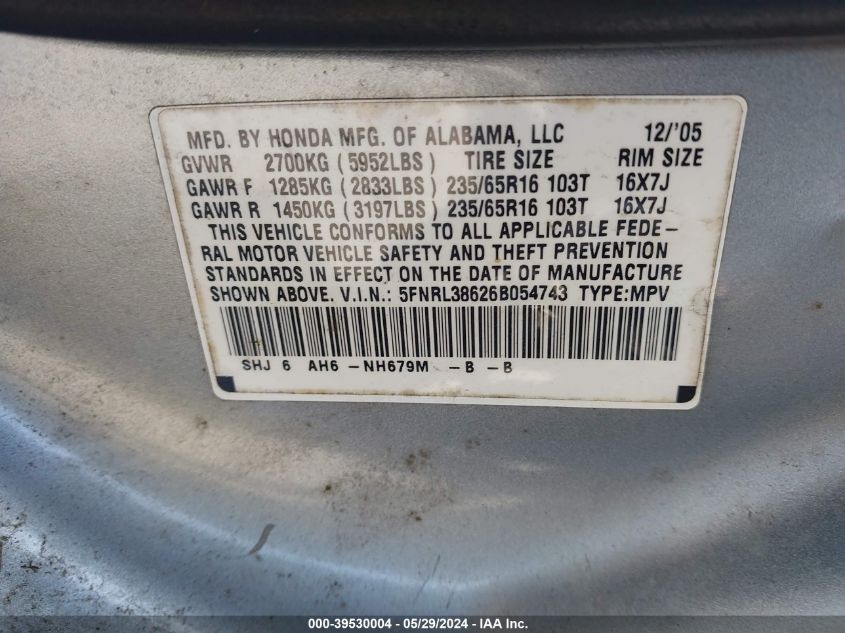 MFD. BY HONDA MFG. OF ALABAMA, LLC 12/'05
GVWR 2700KG (5952LBS) TIRE SIZE RIM SIZE
GAWR F 1285KG (2833LBS) 235/65R16 103T 16X7J
GAWR R 1450KG (3197LBS) 235/65R16 103T 16X7J
THIS VEHICLE CONFORMS TO ALL APPLICABLE FEDE-
RAL MOTOR VEHICLE SAFETY AND THEFT PREVENTION
STANDARDS IN EFFECT ON THE DATE OF MANUFACTURE
SHOWN ABOVE. V.I.N.: 5FNRL38626B054743 TYPE:MPV
SHJ 6 AH6 -NH679M -B -B
000-39530004 - 05/29/2024 - IAA Inc.